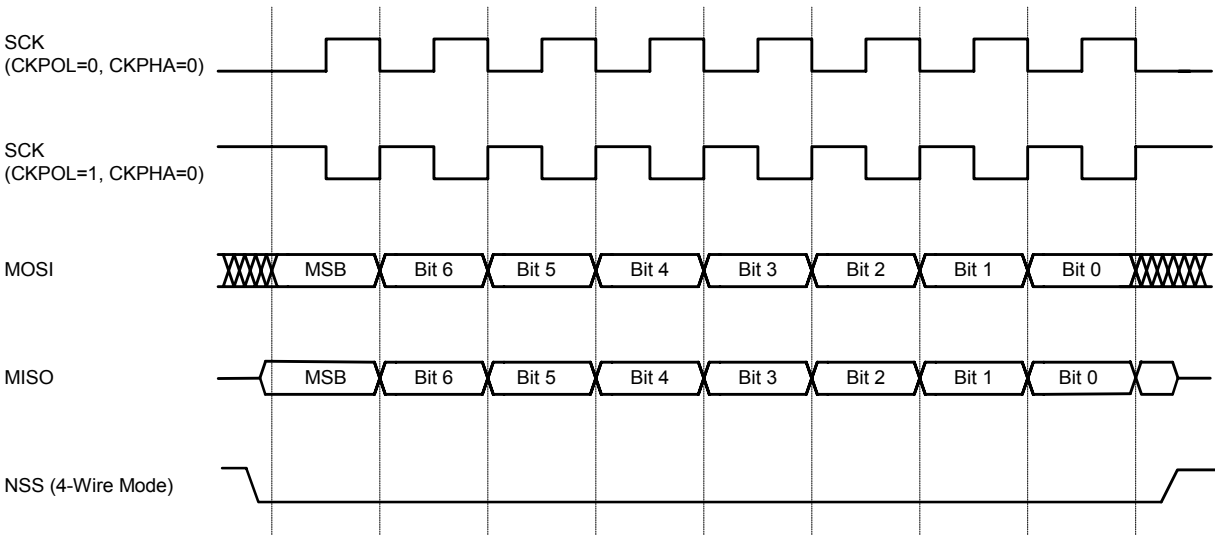 SCK
(CKPOL=0, CKPHA=0)
SCK
(CKPOL=1, CKPHA=0)
MOSI MSB Bit 6 Bit 5 Bit 4 Bit 3 Bit 2 Bit 1 Bit 0
MISO MSB Bit 6 Bit 5 Bit 4 Bit 3 Bit 2 Bit 1 Bit 0
NSS (4-Wire Mode)